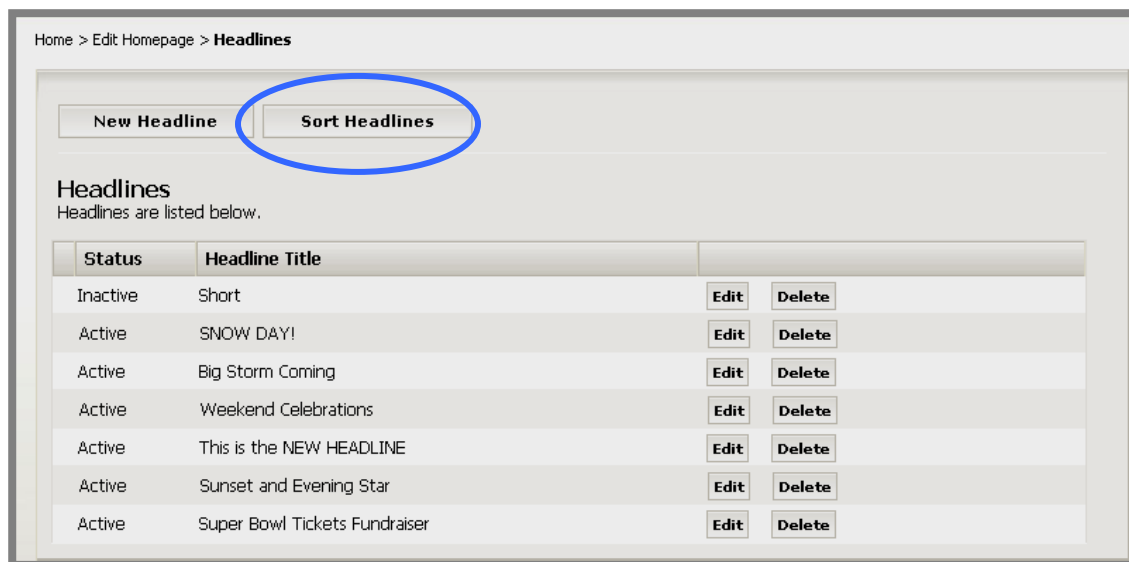 Home > Edit Homepage > Headlines
New Headline Sort Headlines
Headlines
Headlines are listed below.
Status Headline Title
Inactive Short Edit Delete
Active SNOW DAY! Edit Delete
Active Big Storm Coming Edit Delete
Active Weekend Celebrations Edit Delete
Active This is the NEW HEADLINE Edit Delete
Active Sunset and Evening Star Edit Delete
Active Super Bowl Tickets Fundraiser Edit Delete